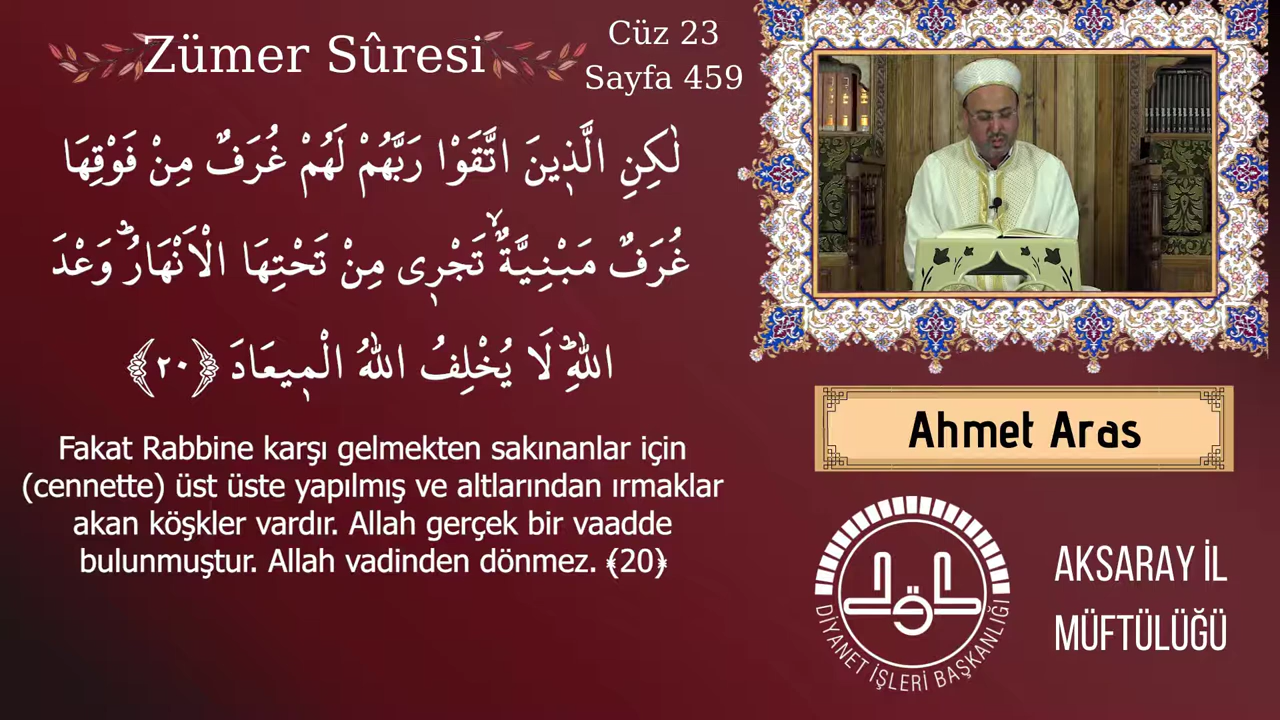 Zümer Sûresi
Cüz 23
Sayfa 459
لٰكِنِ الَّذ۪ينَ اتَّقَوْا رَبَّهُمْ لَهُمْ غُرَفٌ مِنْ فَوْقِهَا
غُرَفٌ مَبْنِيَّةٌۙ تَجْر۪ي مِنْ تَحْتِهَا الْاَنْهَارُۜ وَعْدَ
اللّٰهِۜ لَا يُخْلِفُ اللّٰهُ الْم۪يعَادَ ﴿٢٠﴾
Fakat Rabbine karşı gelmekten sakınanlar için
(cennette) üst üste yapılmış ve altlarından ırmaklar
akan köşkler vardır. Allah gerçek bir vaadde
bulunmuştur. Allah vadinden dönmez. ﴾20﴿
Ahmet Aras
DİYANET İŞLERİ BAŞKANLIĞI
AKSARAY İL
MÜFTÜLÜĞÜ